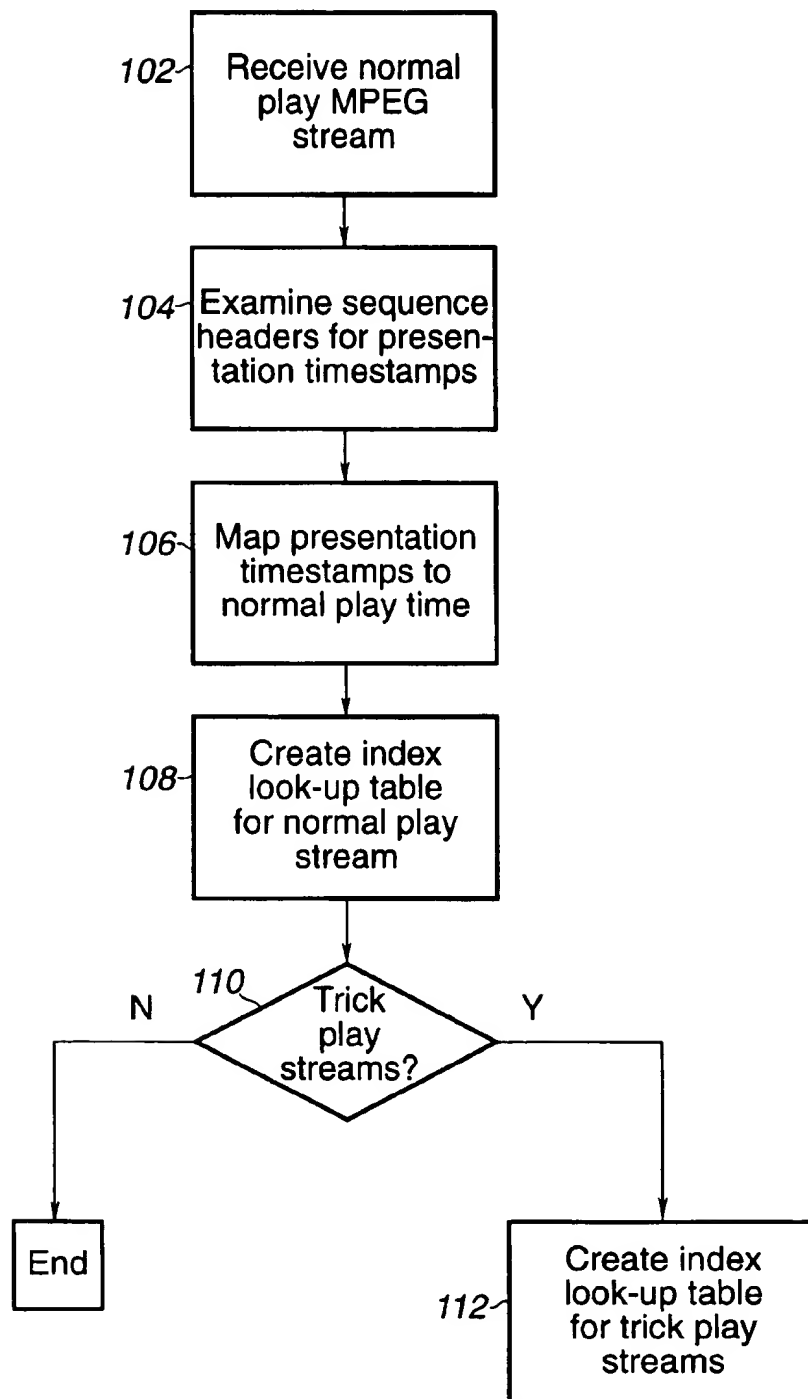 102
Receive normal
play MPEG
stream
104
Examine sequence
headers for presen-
tation timestamps
106
Map presentation
timestamps to
normal play time
108
Create index
look-up table
for normal play
stream
110
N
Trick
play
streams?
Y
End
112
Create index
look-up table
for trick play
streams